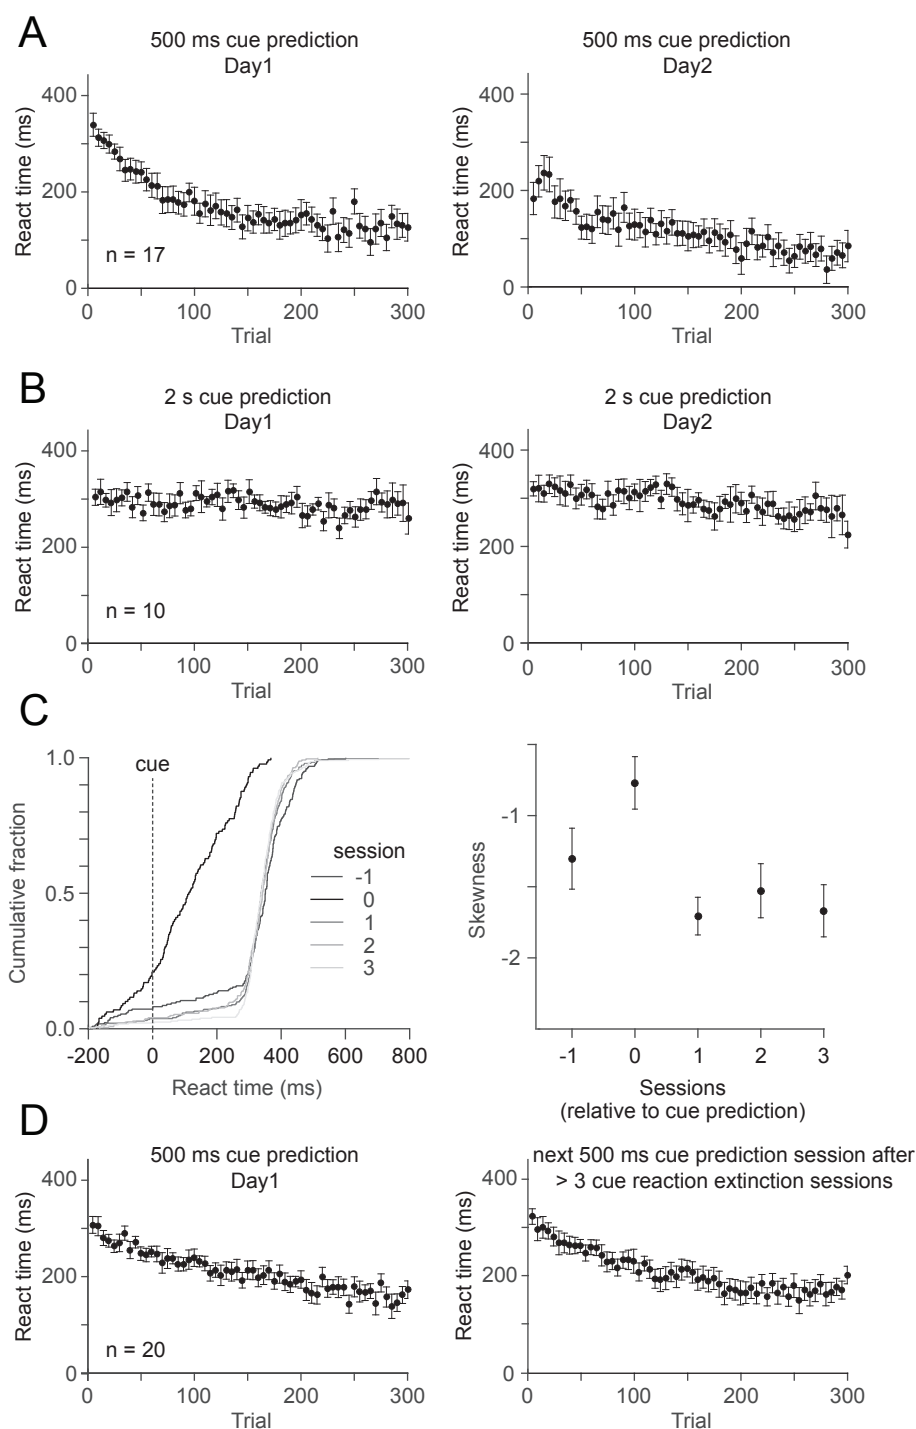 A
500 ms cue prediction
Day1
React time (ms)
400
200
0
n = 17
0 100 200 300
Trial
500 ms cue prediction
Day2
React time (ms)
400
200
0
0 100 200 300
Trial
B
2 s cue prediction
Day1
React time (ms)
400
200
0
n = 10
0 100 200 300
Trial
2 s cue prediction
Day2
React time (ms)
400
200
0
0 100 200 300
Trial
C
cue
Cumulative fraction
1.0
0.5
0.0
session
-1
0
1
2
3
-200 0 200 400 600 800
React time (ms)
Skewness
-1
-2
-1 0 1 2 3
Sessions
(relative to cue prediction)
D
500 ms cue prediction
Day1
React time (ms)
400
200
0
n = 20
0 100 200 300
Trial
next 500 ms cue prediction session after
> 3 cue reaction extinction sessions
React time (ms)
400
200
0
0 100 200 300
Trial